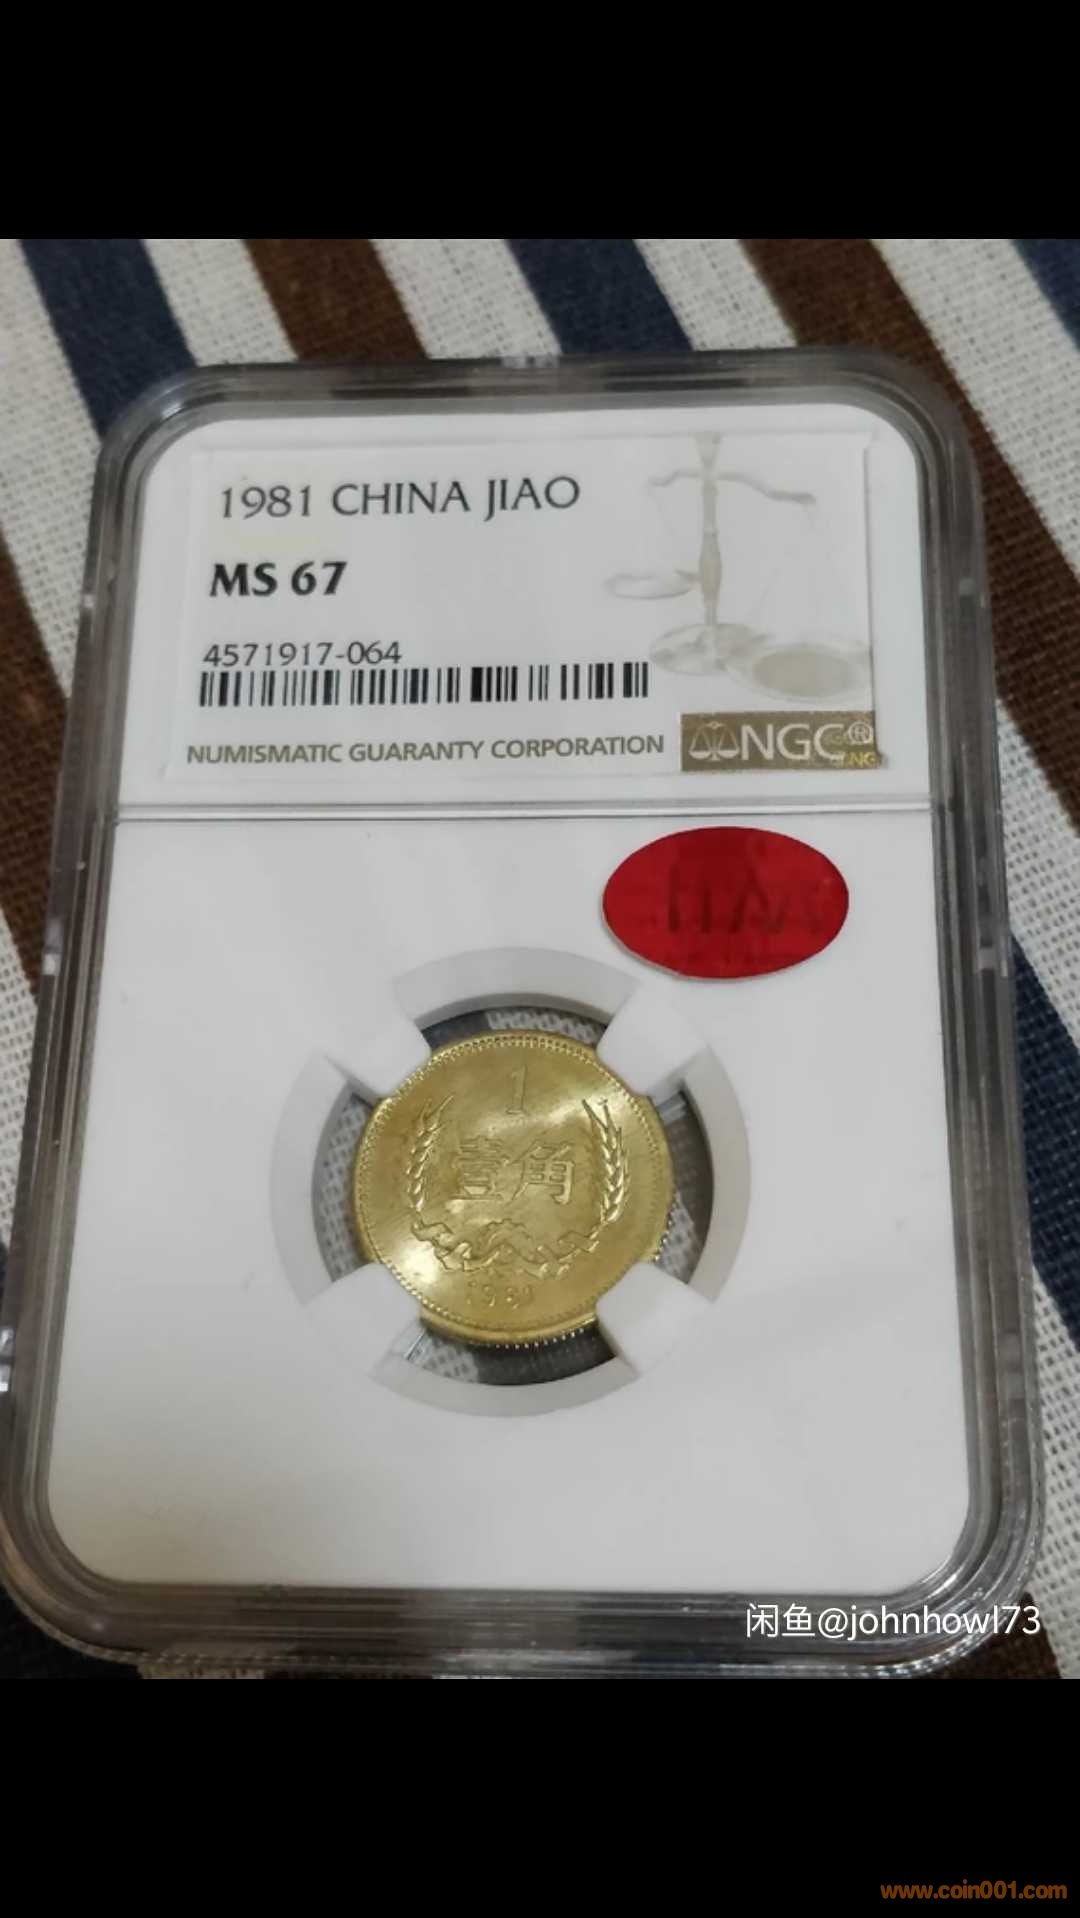 1981 CHINA JIAO
MS 67
4571917-064
NUMISMATIC GUARANTY CORPORATION
NGC®
1
壹角
1981
闲鱼@johnhowl73
www.coin001.com